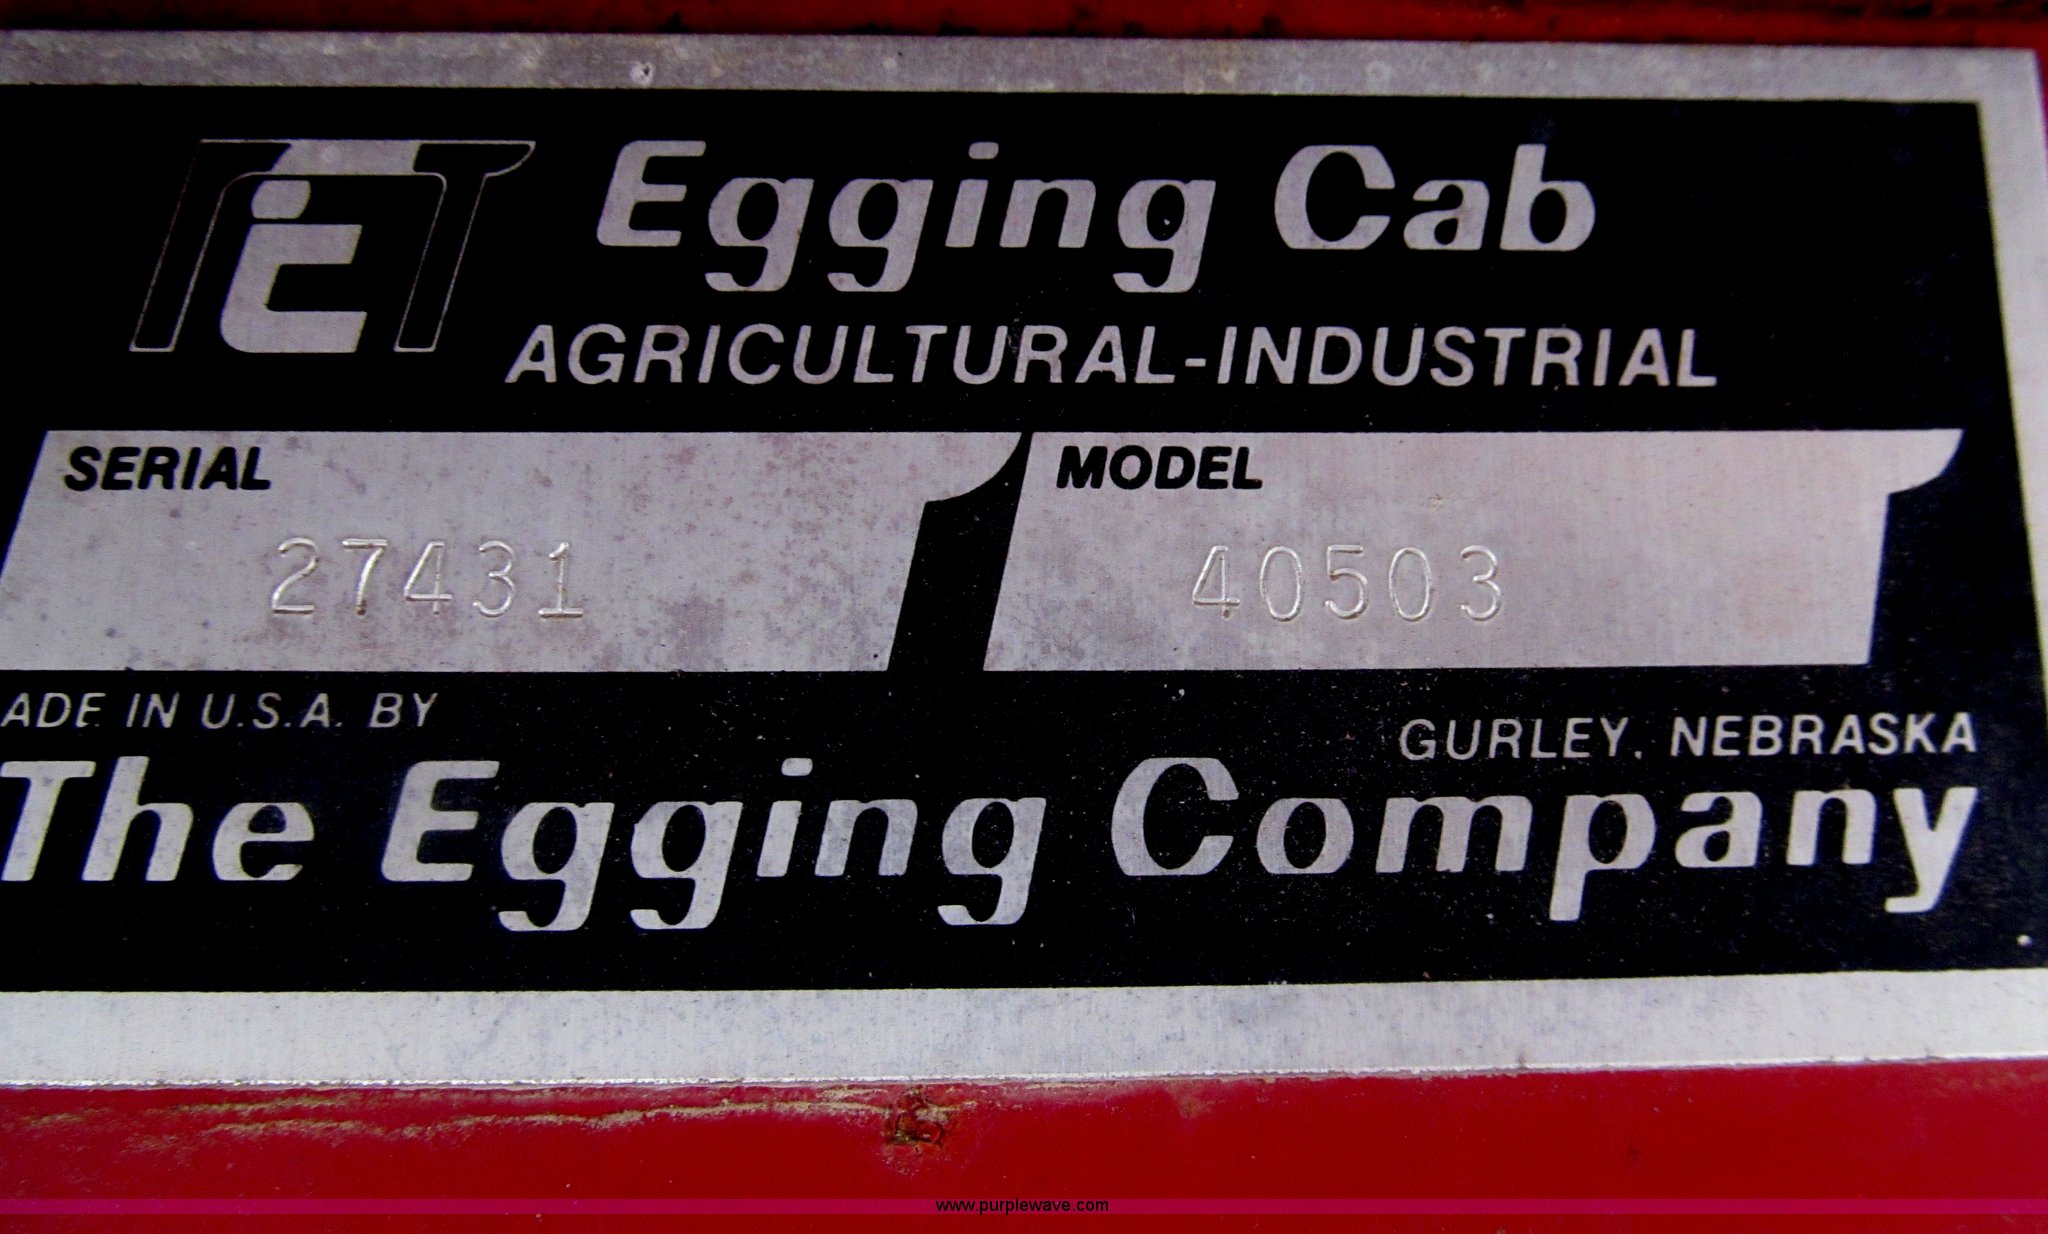 Egging Cab
AGRICULTURAL-INDUSTRIAL
SERIAL
27431
MODEL
40503
ADE IN U.S.A. BY
GURLEY, NEBRASKA
The Egging Company
www.purplewave.com